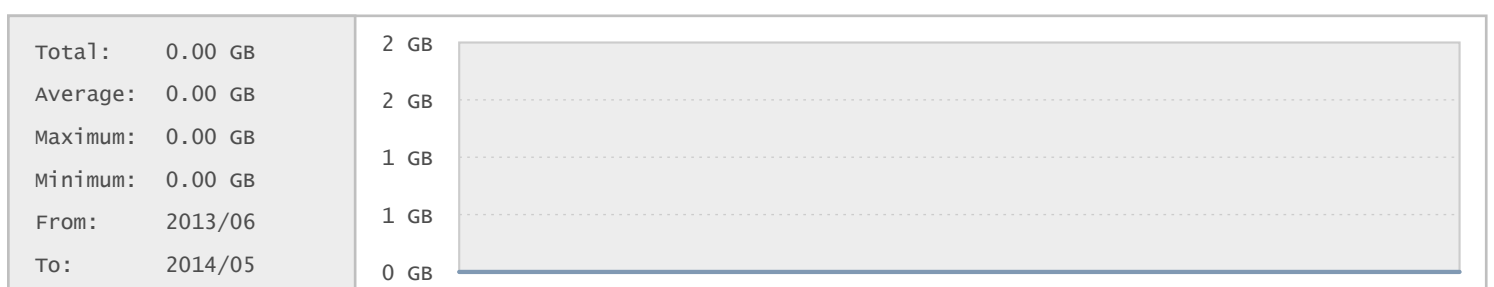 Total: 0.00 GB
Average: 0.00 GB
Maximum: 0.00 GB
Minimum: 0.00 GB
From: 2013/06
To: 2014/05
2 GB
2 GB
1 GB
1 GB
0 GB